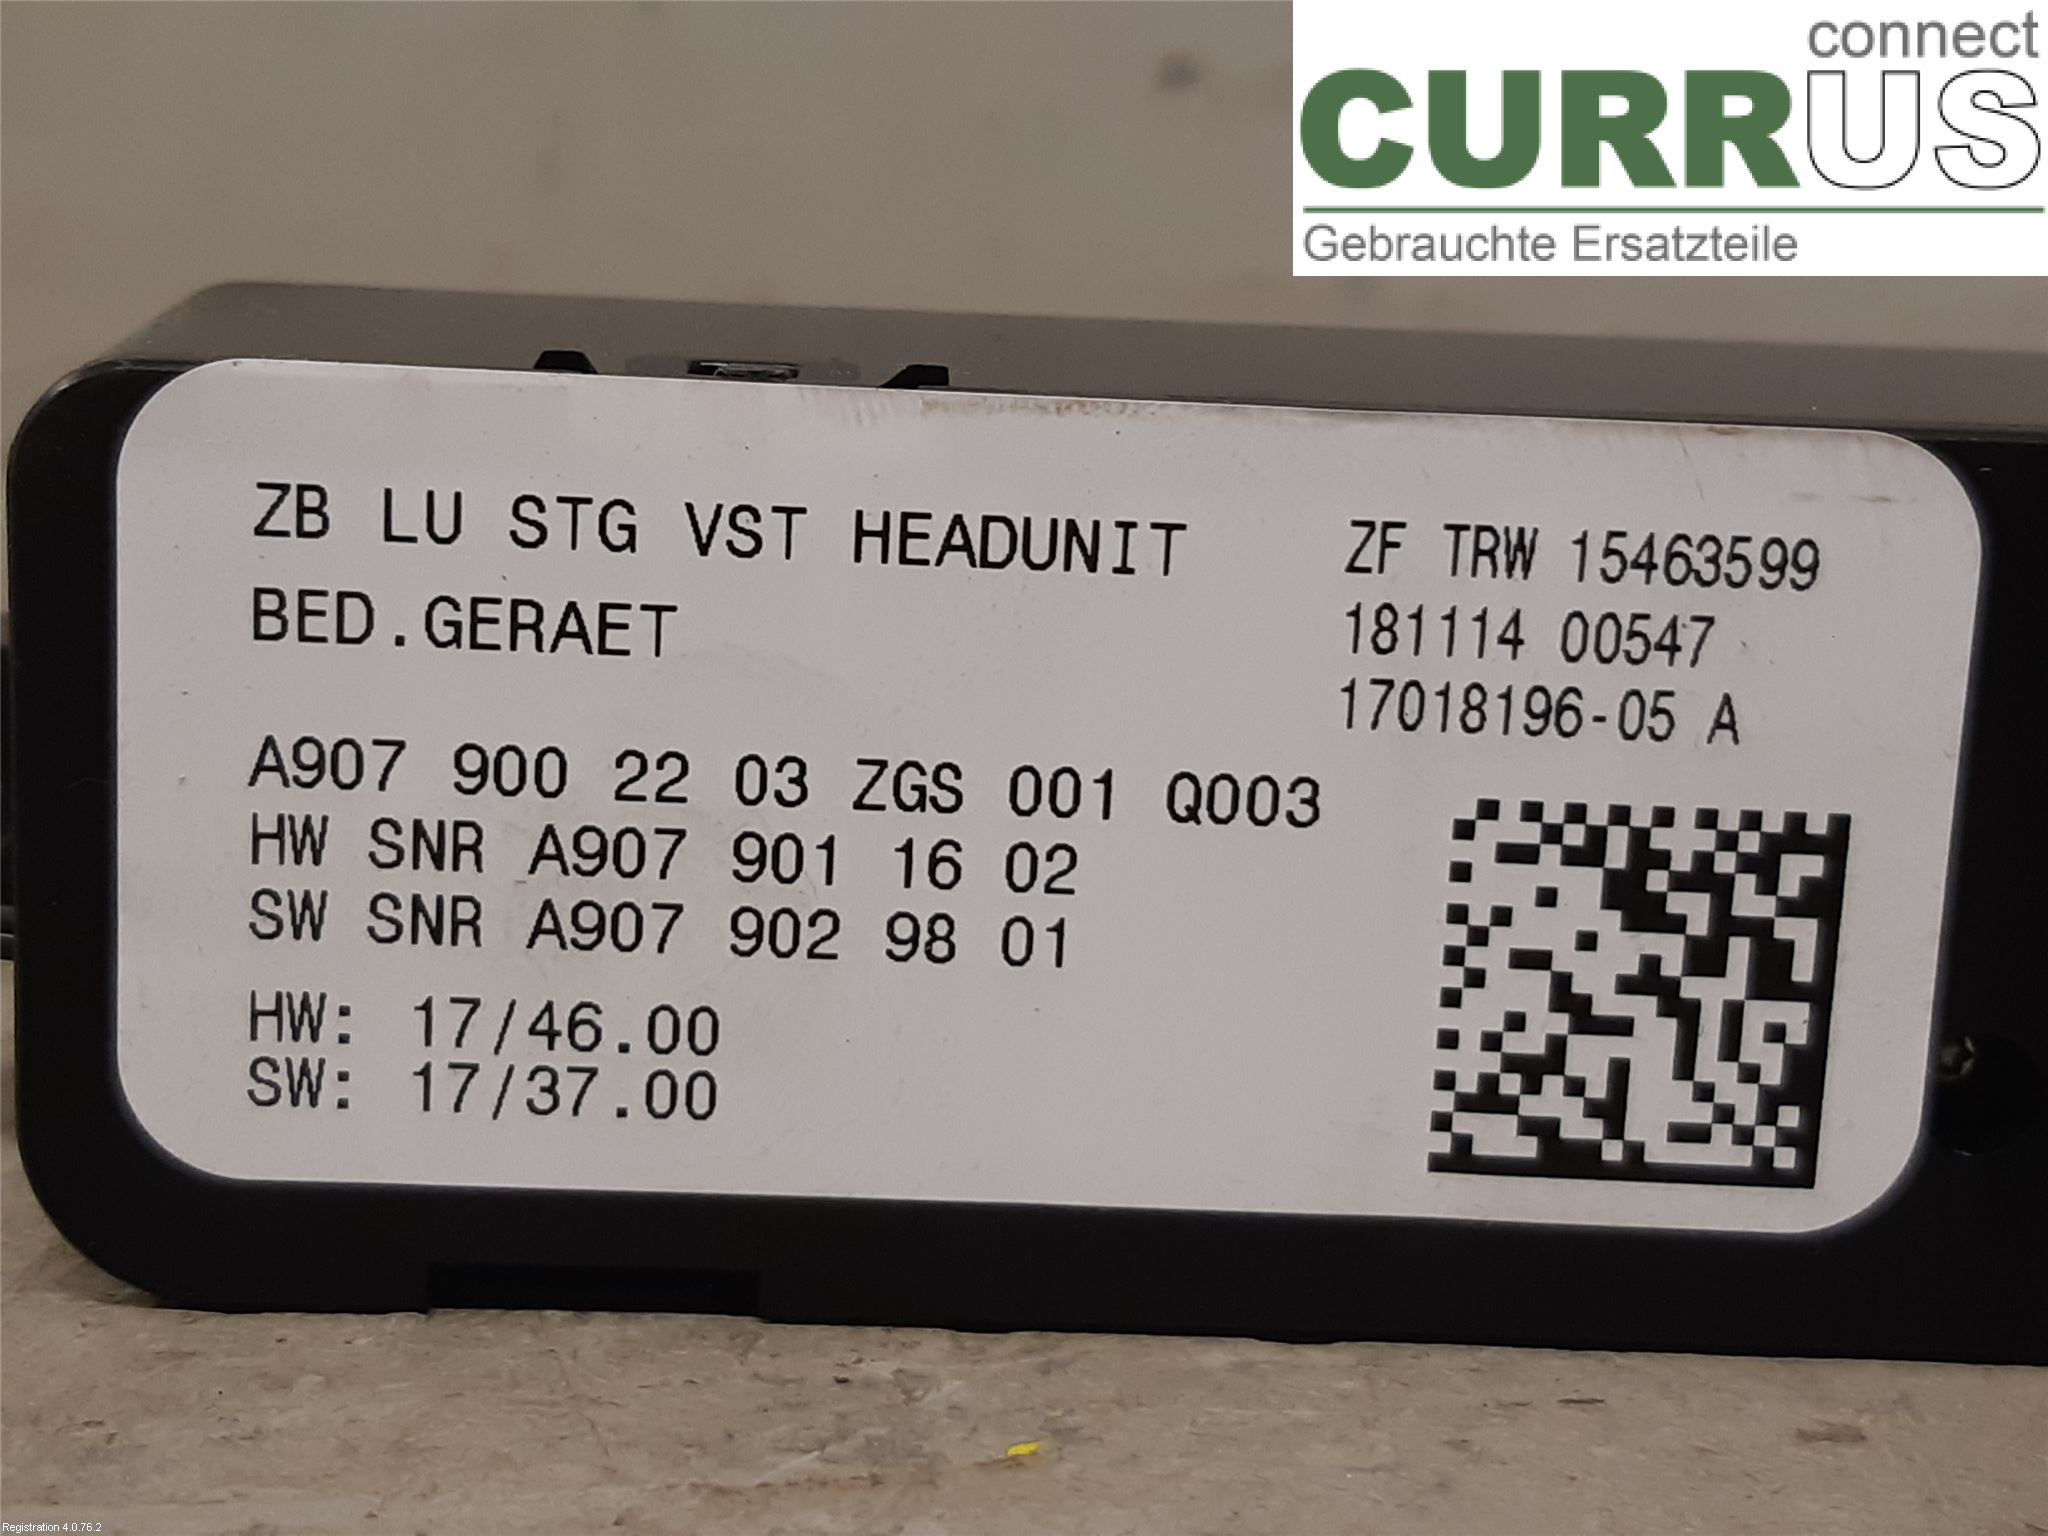 connect
CURRUS
Gebrauchte Ersatzteile
ZB LU STG VST HEADUNIT
BED.GERAET
ZF TRW 15463599
181114 00547
17018196-05 A
A907 900 22 03 ZGS 001 Q003
HW SNR A907 901 16 02
SW SNR A907 902 98 01
HW: 17/46.00
SW: 17/37.00
Registration 4.0.76.2